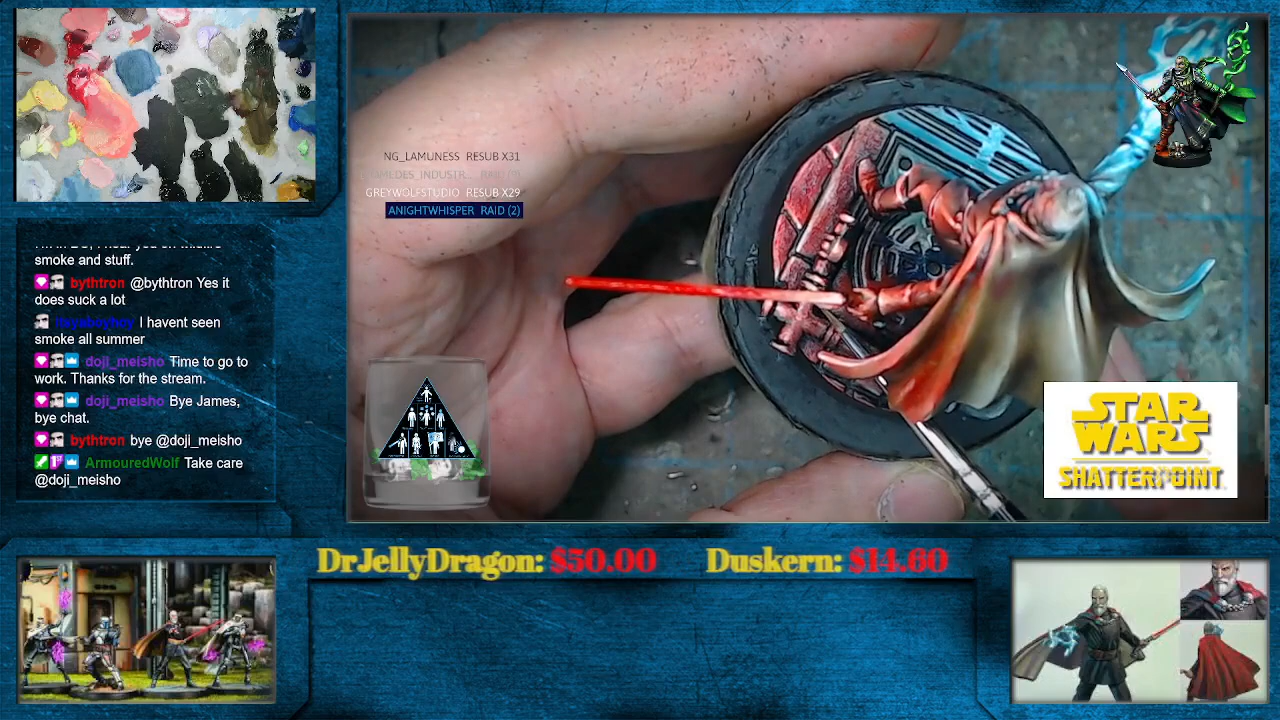 smoke and stuff.
bythtron @bythtron Yes it
does suck a lot
I havent seen
smoke all summer
doji_meisho Time to go to
work. Thanks for the stream.
doji_meisho Bye James,
bye chat.
bythtron bye @doji_meisho
ArmouredWolf Take care
@doji_meisho
NG_LAMUNESS RESUB X31
GREYWOLFSTUDIO RESUB X29
ANIGHTWHISPER RAID (2)
STAR
WARS
SHATTERPOINT
DrJellyDragon: $50.00 Duskern: $14.60